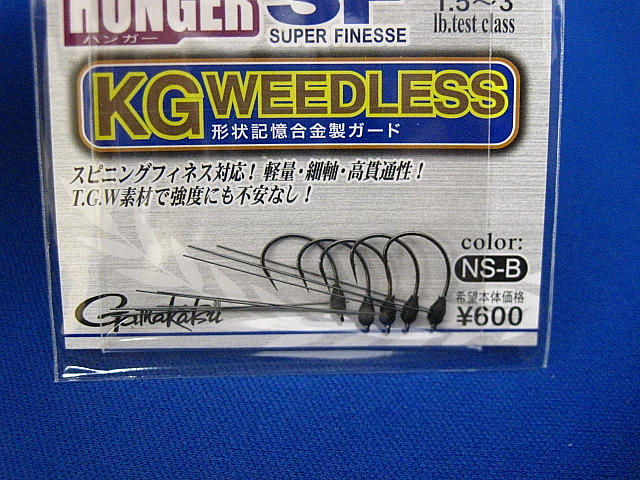 HUNGER SF 1.5～3
ハンガー SUPER FINESSE lb.test class
KG WEEDLESS
形状記憶合金製ガード
スピニングフィネス対応！軽量・細軸・高貫通性！
T.G.W素材で強度にも不安なし！
color:
NS-B
希望本体価格
¥600
Gamakatsu